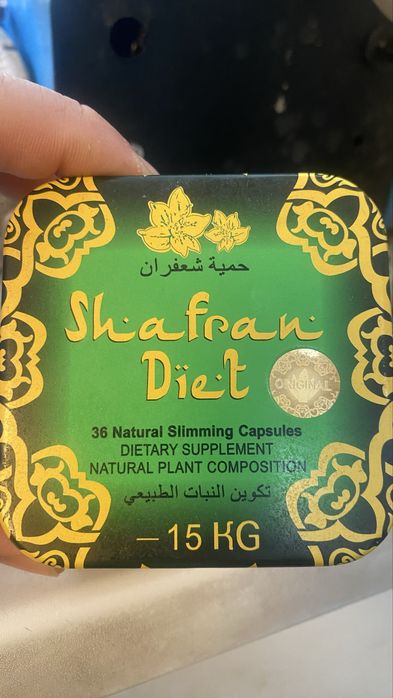 حمية شعفران
Shafran
Diet
ORIGINAL
36 Natural Slimming Capsules
DIETARY SUPPLEMENT
NATURAL PLANT COMPOSITION
تكوين النبات الطبيعي
– 15 KG